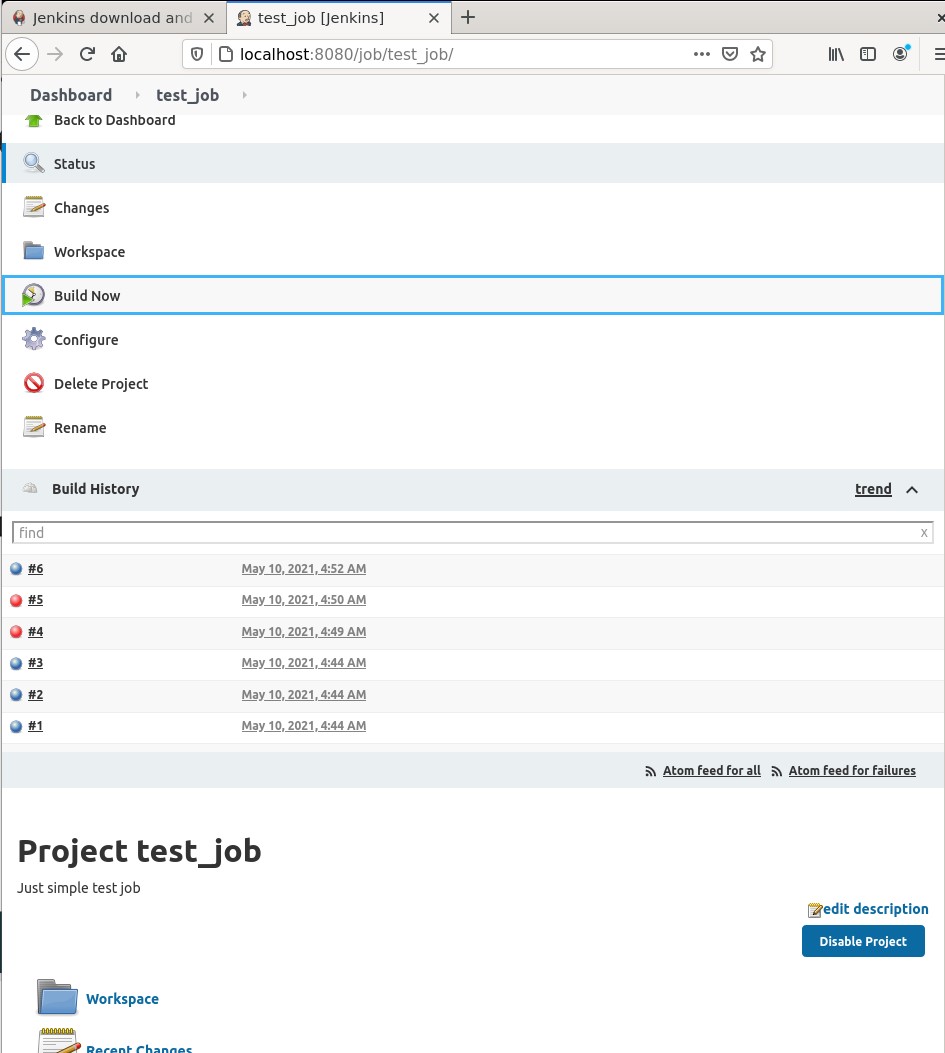 Jenkins download and
test_job [Jenkins]
localhost:8080/job/test_job/
Dashboard test_job
Back to Dashboard
Status
Changes
Workspace
Build Now
Configure
Delete Project
Rename
Build History trend
find x
#6 May 10, 2021, 4:52 AM
#5 May 10, 2021, 4:50 AM
#4 May 10, 2021, 4:49 AM
#3 May 10, 2021, 4:44 AM
#2 May 10, 2021, 4:44 AM
#1 May 10, 2021, 4:44 AM
Atom feed for all Atom feed for failures
Project test_job
Just simple test job
edit description
Disable Project
Workspace
Recent Changes